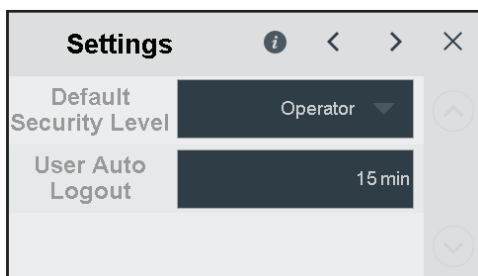 Settings
Default
Security Level
Operator
User Auto
Logout
15 min